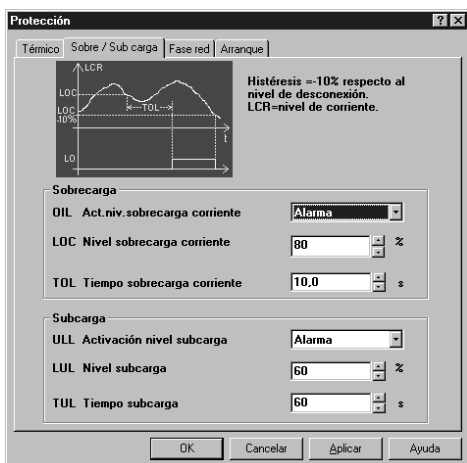 Protección
Térmico Sobre / Sub carga Fase red Arranque
LCR
LOC
LOC
-10%
TOL
t
LO
Histéresis =-10% respecto al
nivel de desconexión.
LCR=nivel de corriente.
Sobrecarga
OIL Act.niv.sobrecarga corriente Alarma
LOC Nivel sobrecarga corriente 80 %
TOL Tiempo sobrecarga corriente 10,0 s
Subcarga
ULL Activación nivel subcarga Alarma
LUL Nivel subcarga 60 %
TUL Tiempo subcarga 60 s
OK Cancelar Aplicar Ayuda